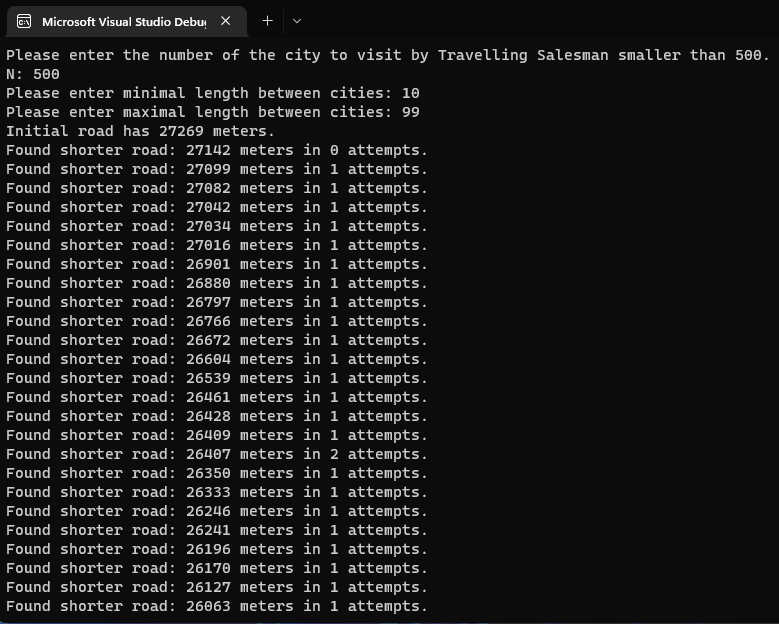 Microsoft Visual Studio Debug
Please enter the number of the city to visit by Travelling Salesman smaller than 500.
N: 500
Please enter minimal length between cities: 10
Please enter maximal length between cities: 99
Initial road has 27269 meters.
Found shorter road: 27142 meters in 0 attempts.
Found shorter road: 27099 meters in 1 attempts.
Found shorter road: 27082 meters in 1 attempts.
Found shorter road: 27042 meters in 1 attempts.
Found shorter road: 27034 meters in 1 attempts.
Found shorter road: 27016 meters in 1 attempts.
Found shorter road: 26901 meters in 1 attempts.
Found shorter road: 26880 meters in 1 attempts.
Found shorter road: 26797 meters in 1 attempts.
Found shorter road: 26766 meters in 1 attempts.
Found shorter road: 26672 meters in 1 attempts.
Found shorter road: 26604 meters in 1 attempts.
Found shorter road: 26539 meters in 1 attempts.
Found shorter road: 26461 meters in 1 attempts.
Found shorter road: 26428 meters in 1 attempts.
Found shorter road: 26409 meters in 1 attempts.
Found shorter road: 26407 meters in 2 attempts.
Found shorter road: 26350 meters in 1 attempts.
Found shorter road: 26333 meters in 1 attempts.
Found shorter road: 26246 meters in 1 attempts.
Found shorter road: 26241 meters in 1 attempts.
Found shorter road: 26196 meters in 1 attempts.
Found shorter road: 26170 meters in 1 attempts.
Found shorter road: 26127 meters in 1 attempts.
Found shorter road: 26063 meters in 1 attempts.